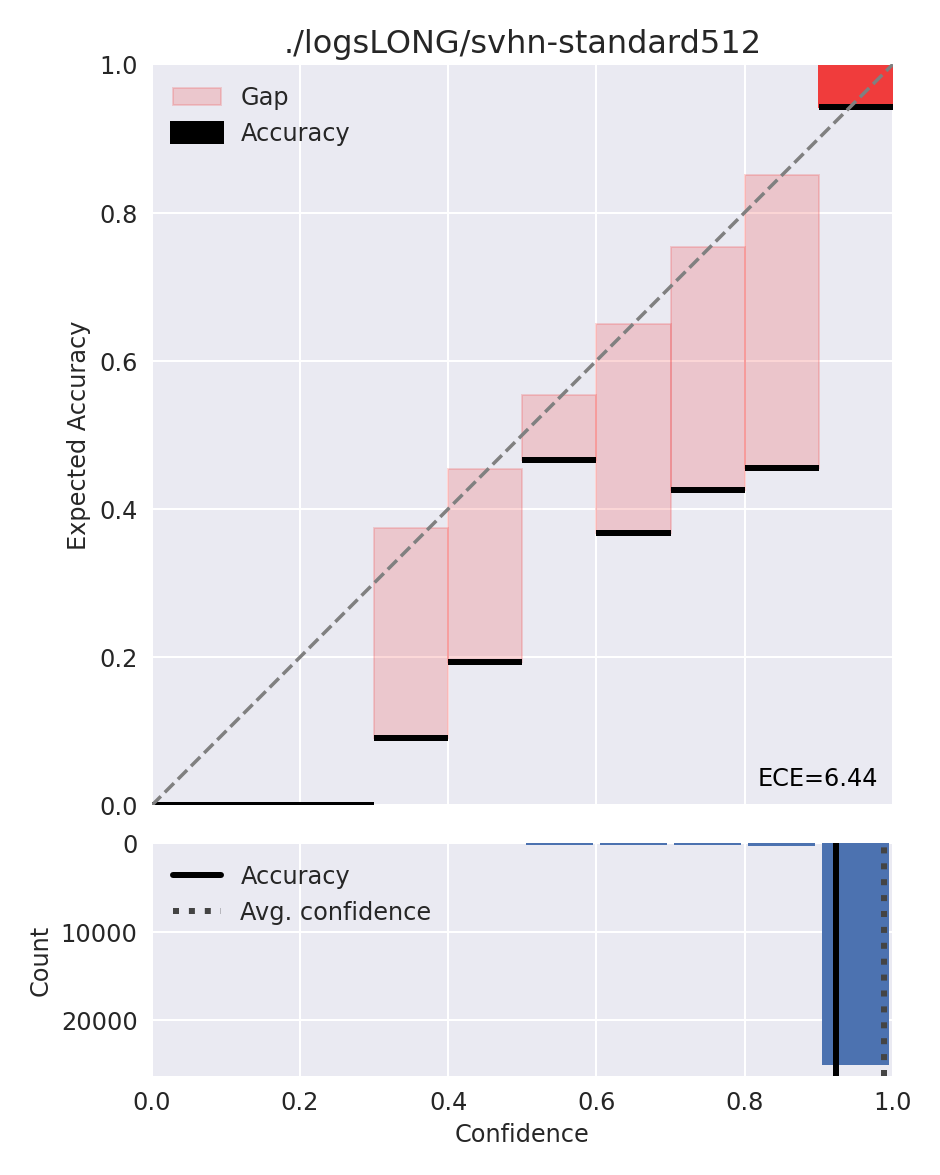 ./logsLONG/svhn-standard512
1.0
Gap
Accuracy
0.8
0.6
Expected Accuracy
0.4
0.2
ECE=6.44
0.0
0
Accuracy
Avg. confidence
Count
10000
20000
0.0 0.2 0.4 0.6 0.8 1.0
Confidence